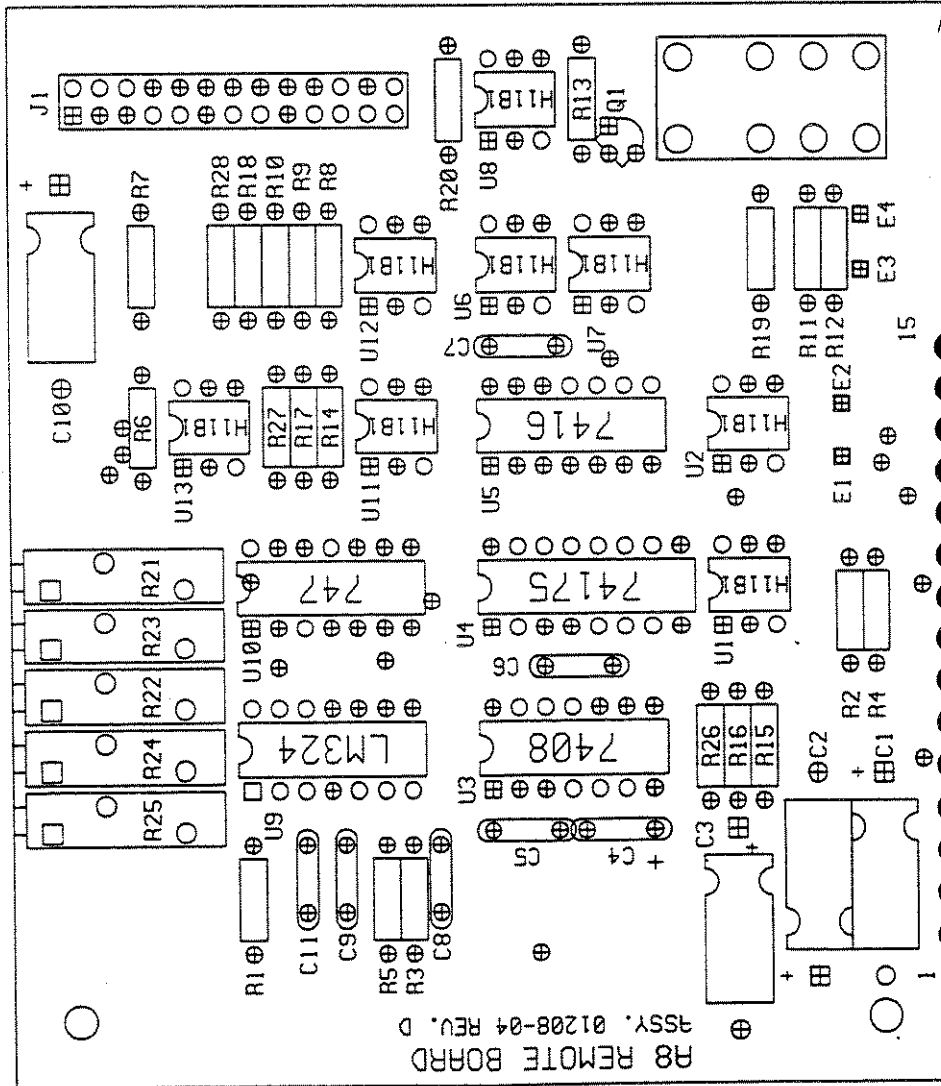 J1
+
R7
R28
R18
R10
R9
R8
R20
U8
H11B1
R13
Q1
C10
R6
U13
H11B1
R27
R17
R14
U12
H11B1
U11
H11B1
U6
H11B1
H11B1
C7
U7
7416
U5
R19
R11
R12
E3
E4
15
E2
E1
U2
H11B1
R21
R23
R22
R24
R25
747
U10
74175
U4
H11B1
U1
R2
R4
C6
LM324
U9
7408
U3
R26
R16
R15
C2
+
C1
C5
C4
+
C3
+
R1
C11
C9
R5
R3
C8
+
1
ASSY. 01208-04 REV. D
A8 REMOTE BOARD